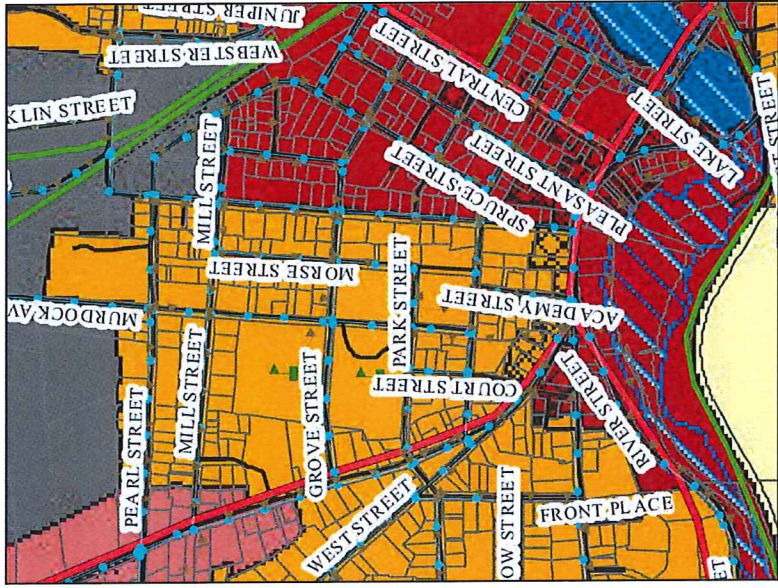 JUNIPER STREET
WEBSTER STREET
KLIN STREET
CENTRAL STREET
LAKE STREET
EET
MILL STREET
SPRUCE STREET
PLEASANT STREET
MORSE STREET
PARK STREET
ACADEMY STREET
MURDOCK AV
COURT STREET
GROVE STREET
MILL STREET
PEARL STREET
RIVER STREET
WEST STREET
OW STREET
FRONT PLACE
ET